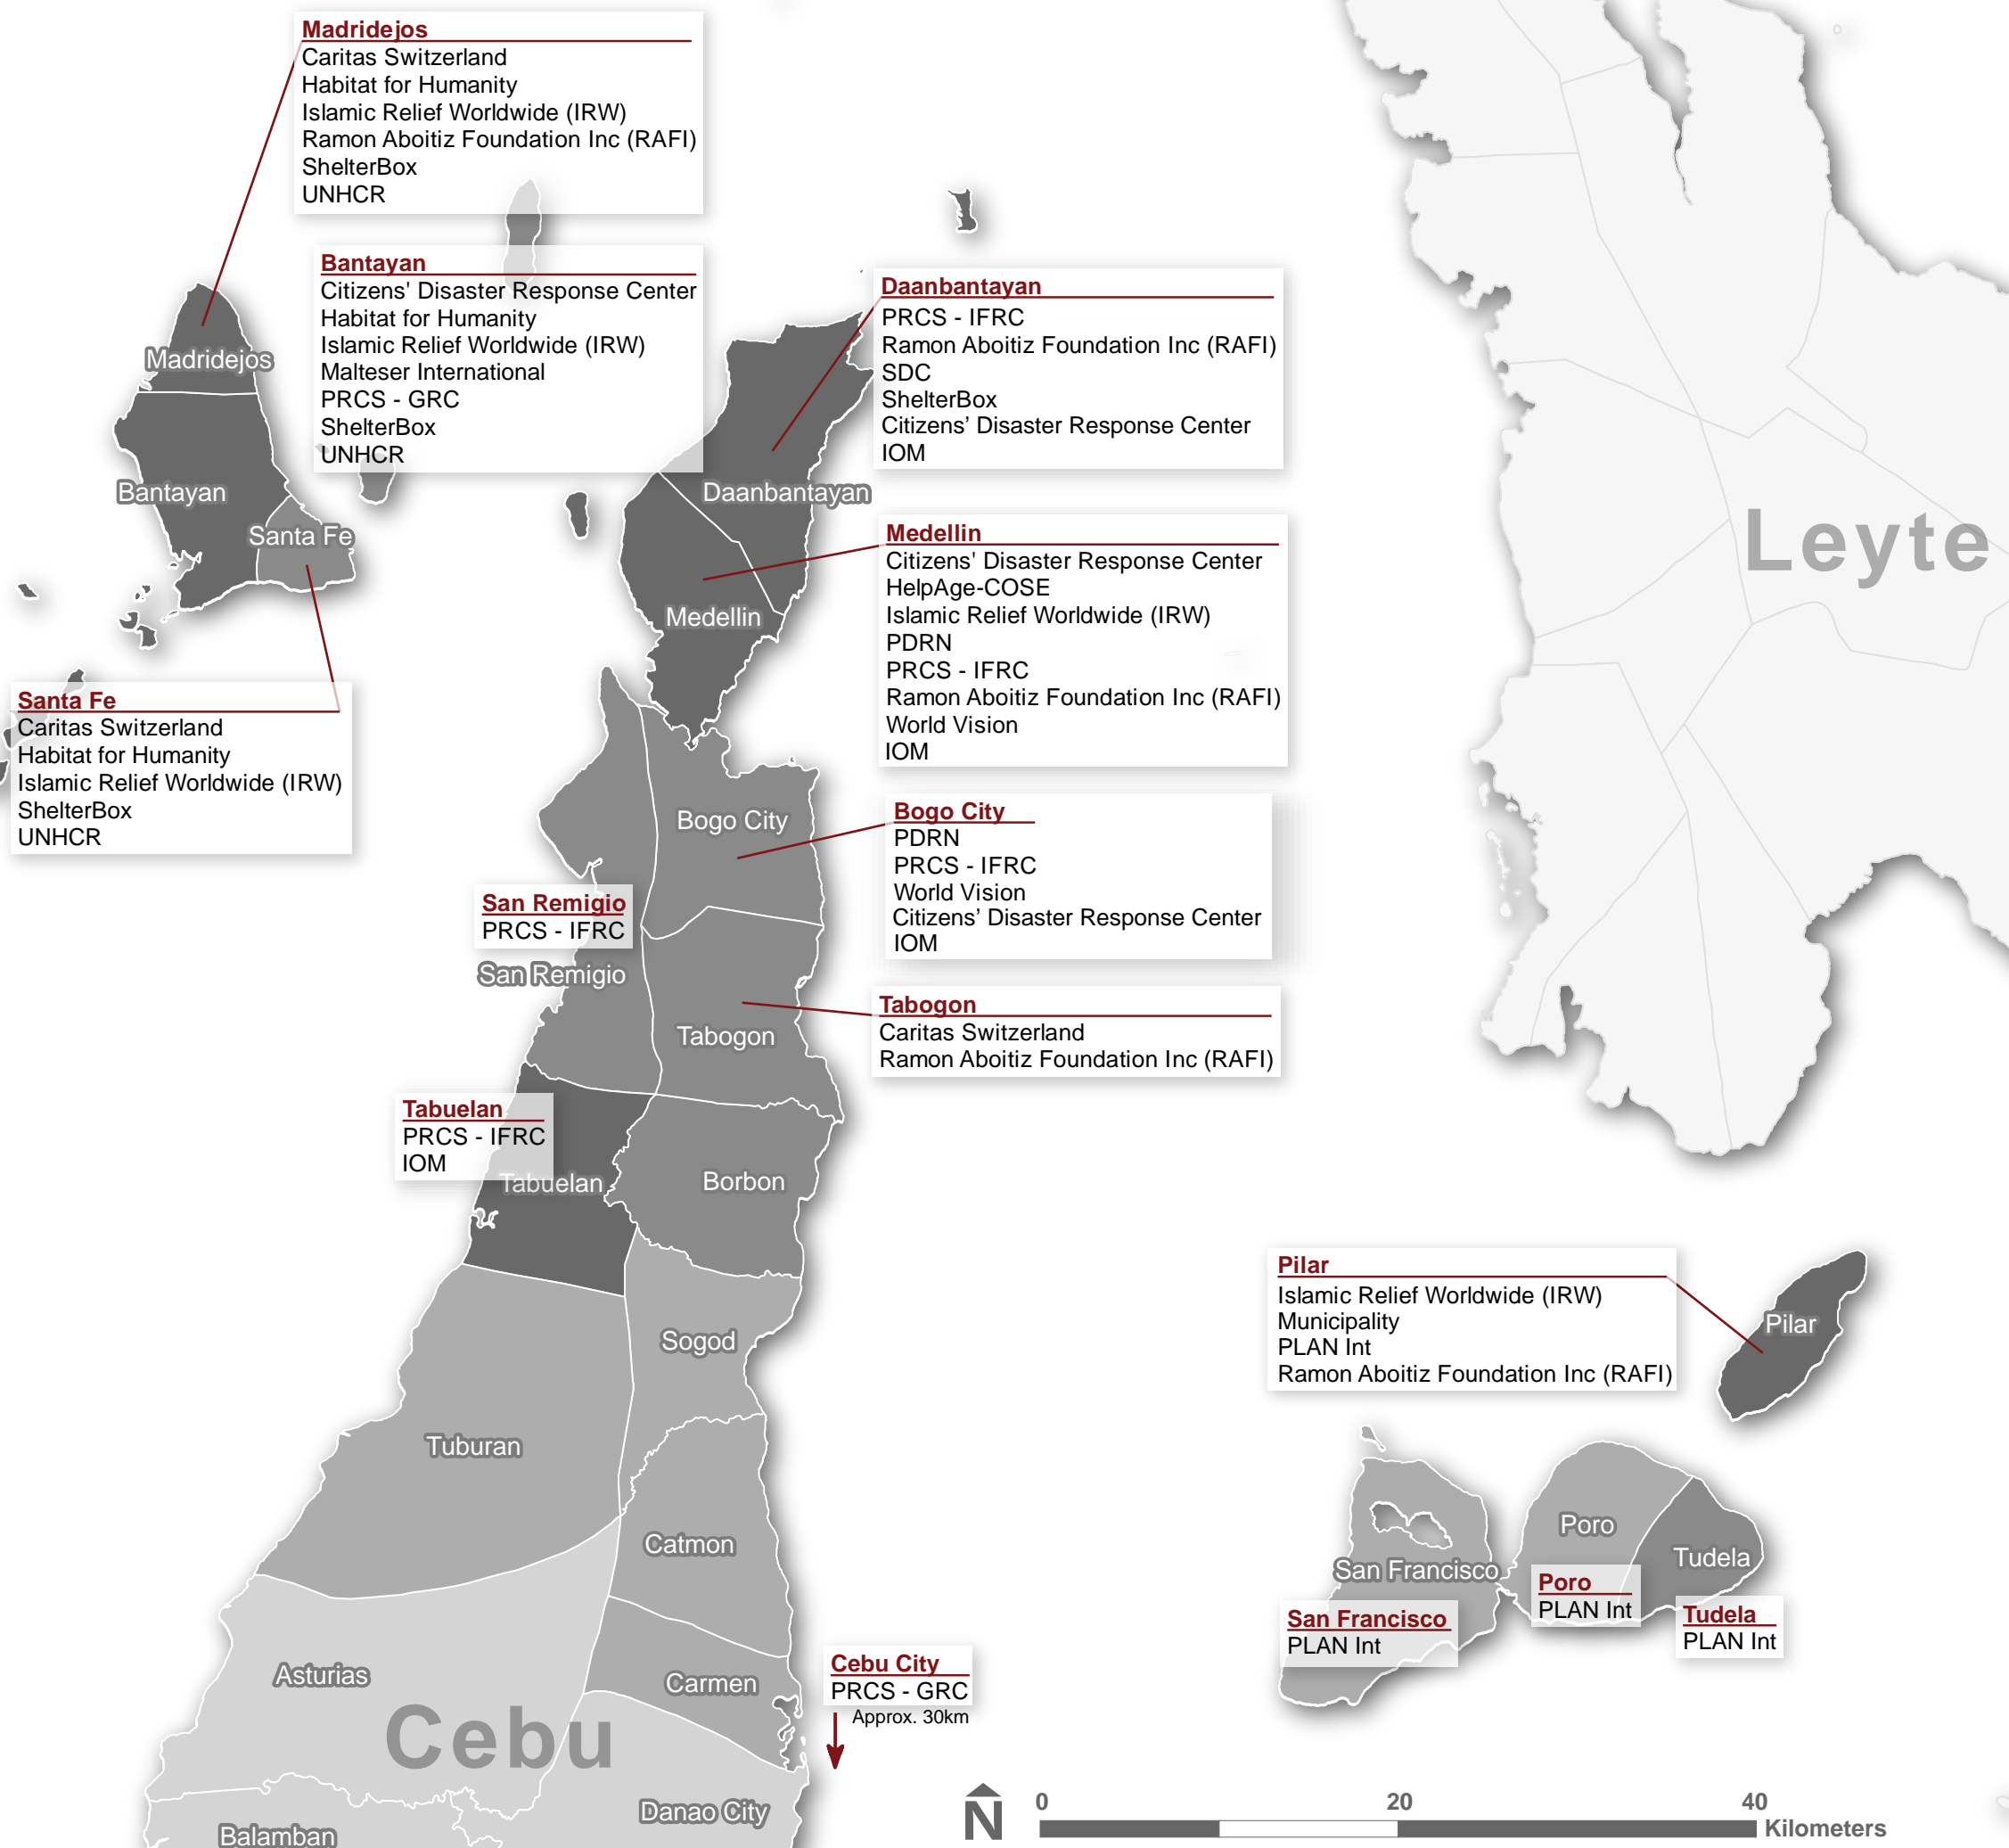 Madridejos
Caritas Switzerland
Habitat for Humanity
Islamic Relief Worldwide (IRW)
Ramon Aboitiz Foundation Inc (RAFI)
ShelterBox
UNHCR
Bantayan
Citizens' Disaster Response Center
Habitat for Humanity
Islamic Relief Worldwide (IRW)
Malteser International
PRCS - GRC
ShelterBox
UNHCR
Daanbantayan
PRCS - IFRC
Ramon Aboitiz Foundation Inc (RAFI)
SDC
ShelterBox
Citizens’ Disaster Response Center
IOM
Madridejos
Bantayan
Santa Fe
Daanbantayan
Medellin
Leyte
Medellin
Citizens' Disaster Response Center
HelpAge-COSE
Islamic Relief Worldwide (IRW)
PDRN
PRCS - IFRC
Ramon Aboitiz Foundation Inc (RAFI)
World Vision
IOM
Santa Fe
Caritas Switzerland
Habitat for Humanity
Islamic Relief Worldwide (IRW)
ShelterBox
UNHCR
Bogo City
Bogo City
PDRN
PRCS - IFRC
World Vision
Citizens’ Disaster Response Center
IOM
San Remigio
PRCS - IFRC
San Remigio
Tabogon
Tabogon
Caritas Switzerland
Ramon Aboitiz Foundation Inc (RAFI)
Tabuelan
PRCS - IFRC
IOM
Tabuelan
Borbon
Sogod
Pilar
Islamic Relief Worldwide (IRW)
Municipality
PLAN Int
Ramon Aboitiz Foundation Inc (RAFI)
Pilar
Tuburan
Catmon
San Francisco
Poro
Tudela
San Francisco
PLAN Int
Poro
PLAN Int
Tudela
PLAN Int
Asturias
Carmen
Cebu City
PRCS - GRC
Approx. 30km
Cebu
Danao City
Balamban
N
0 20 40
Kilometers